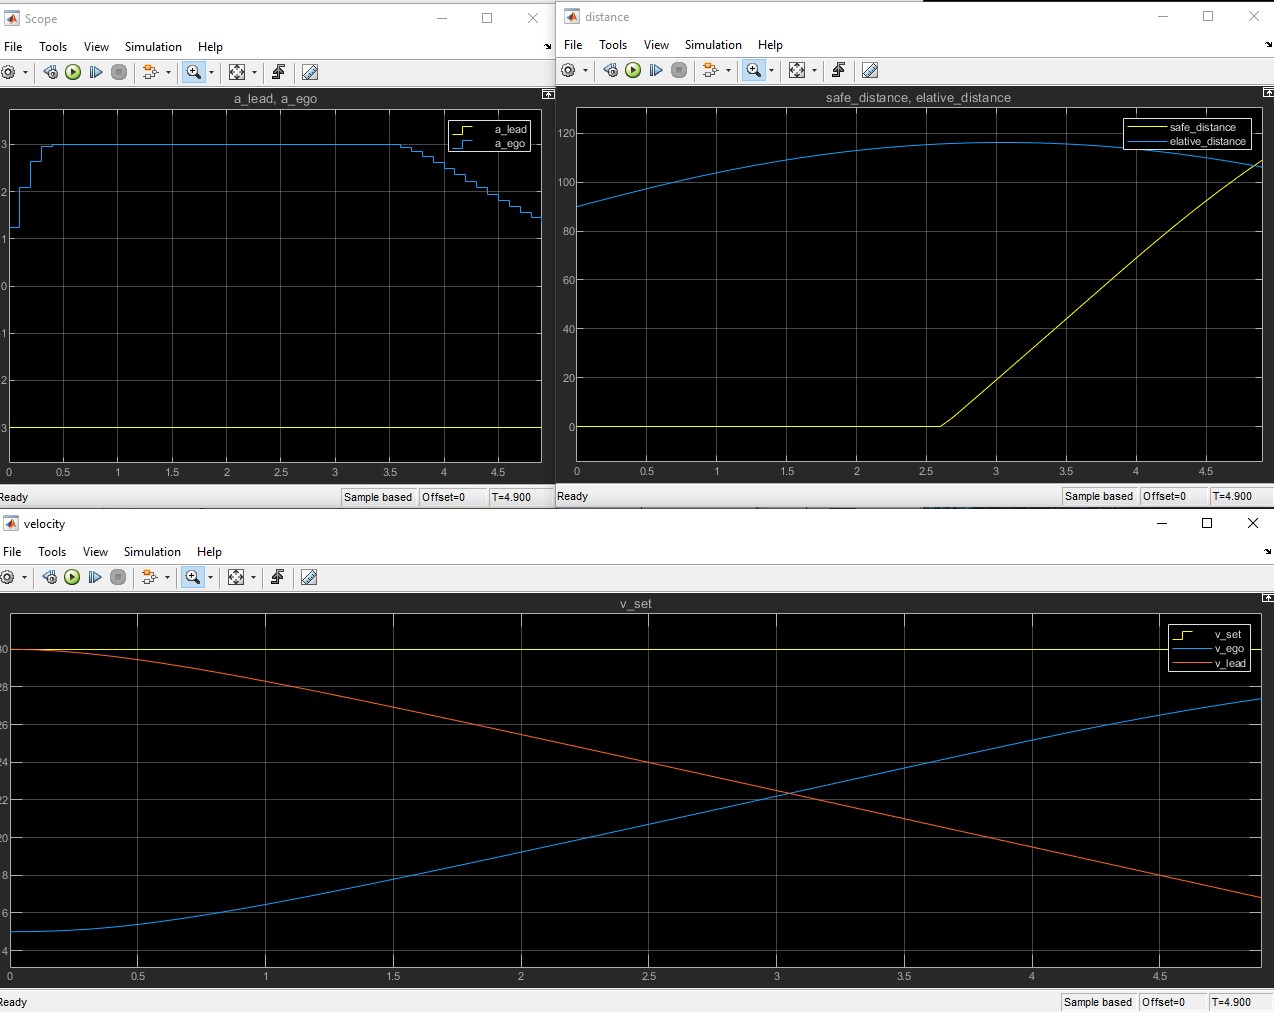 Scope
File Tools View Simulation Help
a_lead, a_ego
a_lead
a_ego
3
2
1
0
1
2
3
0 0.5 1 1.5 2 2.5 3 3.5 4 4.5
Ready Sample based Offset=0 T=4.900
distance
File Tools View Simulation Help
safe_distance, elative_distance
safe_distance
elative_distance
120
100
80
60
40
20
0
0 0.5 1 1.5 2 2.5 3 3.5 4 4.5
Ready Sample based Offset=0 T=4.900
velocity
File Tools View Simulation Help
v_set
v_set
v_ego
v_lead
30
28
26
24
22
20
8
6
4
0 0.5 1 1.5 2 2.5 3 3.5 4 4.5
Ready Sample based Offset=0 T=4.900